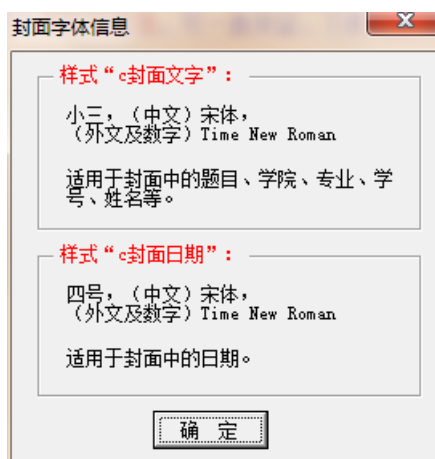 封面字体信息
样式“c封面文字”：
小三，（中文）宋体，
（外文及数字）Time New Roman
适用于封面中的题目、学院、专业、学
号、姓名等。
样式“c封面日期”：
四号，（中文）宋体，
（外文及数字）Time New Roman
适用于封面中的日期。
确 定